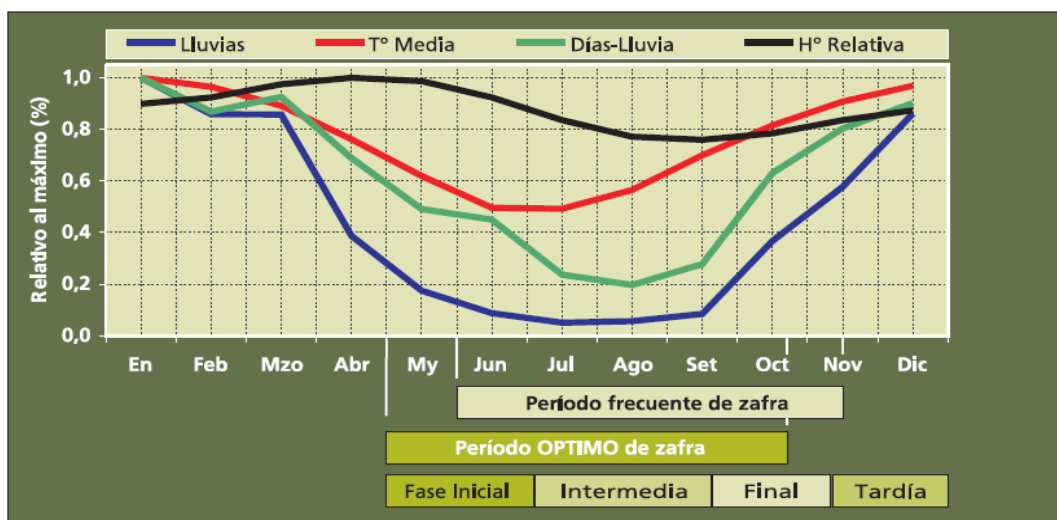 Lluvias Tº Media Días-Lluvia Hº Relativa
Relativo al máximo (%)
1,0
0,8
0,6
0,4
0,2
0,0
En Feb Mzo Abr My Jun Jul Ago Set Oct Nov Dic
Período frecuente de zafra
Período OPTIMO de zafra
Fase Inicial Intermedia Final Tardía